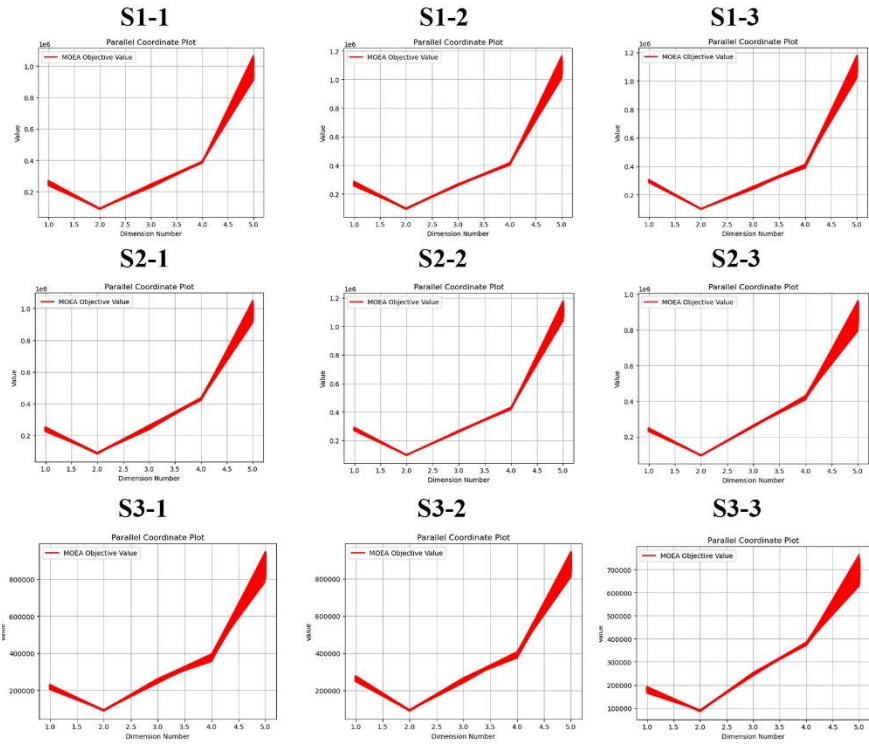 S1-1
S1-2
S1-3
Parallel Coordinate Plot
1e6
MOEA Objective Value
1.0
0.8
0.6
0.4
0.2
Value
1.0 1.5 2.0 2.5 3.0 3.5 4.0 4.5 5.0
Dimension Number
Parallel Coordinate Plot
1e6
MOEA Objective Value
1.2
1.0
0.8
0.6
0.4
0.2
Value
1.0 1.5 2.0 2.5 3.0 3.5 4.0 4.5 5.0
Dimension Number
Parallel Coordinate Plot
1e6
MOEA Objective Value
1.2
1.0
0.8
0.6
0.4
0.2
Value
1.0 1.5 2.0 2.5 3.0 3.5 4.0 4.5 5.0
Dimension Number
S2-1
S2-2
S2-3
Parallel Coordinate Plot
1e6
MOEA Objective Value
1.0
0.8
0.6
0.4
0.2
Value
1.0 1.5 2.0 2.5 3.0 3.5 4.0 4.5 5.0
Dimension Number
Parallel Coordinate Plot
1e6
MOEA Objective Value
1.2
1.0
0.8
0.6
0.4
0.2
Value
1.0 1.5 2.0 2.5 3.0 3.5 4.0 4.5 5.0
Dimension Number
Parallel Coordinate Plot
1e6
MOEA Objective Value
1.0
0.8
0.6
0.4
0.2
Value
1.0 1.5 2.0 2.5 3.0 3.5 4.0 4.5 5.0
Dimension Number
S3-1
S3-2
S3-3
Parallel Coordinate Plot
MOEA Objective Value
800000
600000
400000
200000
Value
1.0 1.5 2.0 2.5 3.0 3.5 4.0 4.5 5.0
Dimension Number
Parallel Coordinate Plot
MOEA Objective Value
800000
600000
400000
200000
Value
1.0 1.5 2.0 2.5 3.0 3.5 4.0 4.5 5.0
Dimension Number
Parallel Coordinate Plot
MOEA Objective Value
700000
600000
500000
400000
300000
200000
100000
Value
1.0 1.5 2.0 2.5 3.0 3.5 4.0 4.5 5.0
Dimension Number